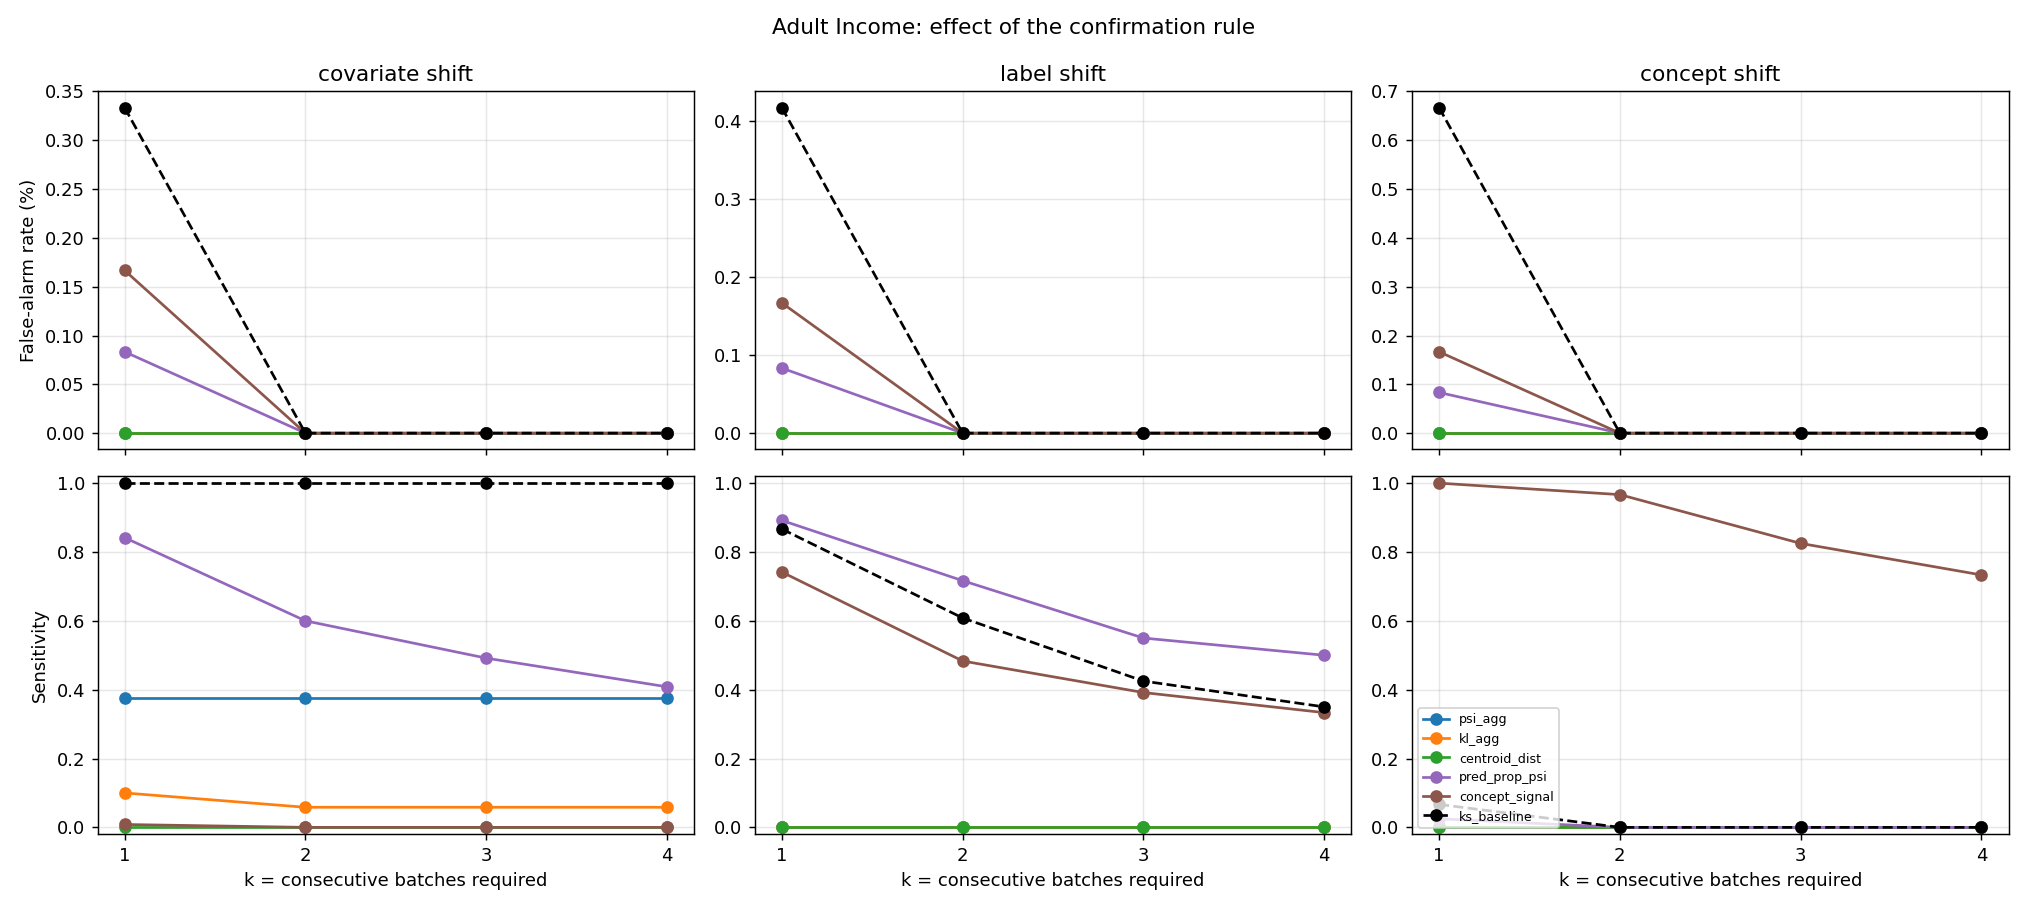 Adult Income: effect of the confirmation rule
covariate shift
label shift
concept shift
False-alarm rate (%)
0.35
0.30
0.25
0.20
0.15
0.10
0.05
0.00
0.4
0.3
0.2
0.1
0.0
0.7
0.6
0.5
0.4
0.3
0.2
0.1
0.0
Sensitivity
1.0
0.8
0.6
0.4
0.2
0.0
1.0
0.8
0.6
0.4
0.2
0.0
1.0
0.8
0.6
0.4
0.2
0.0
psi_agg
kl_agg
centroid_dist
pred_prop_psi
concept_signal
ks_baseline
1 2 3 4
1 2 3 4
1 2 3 4
k = consecutive batches required
k = consecutive batches required
k = consecutive batches required